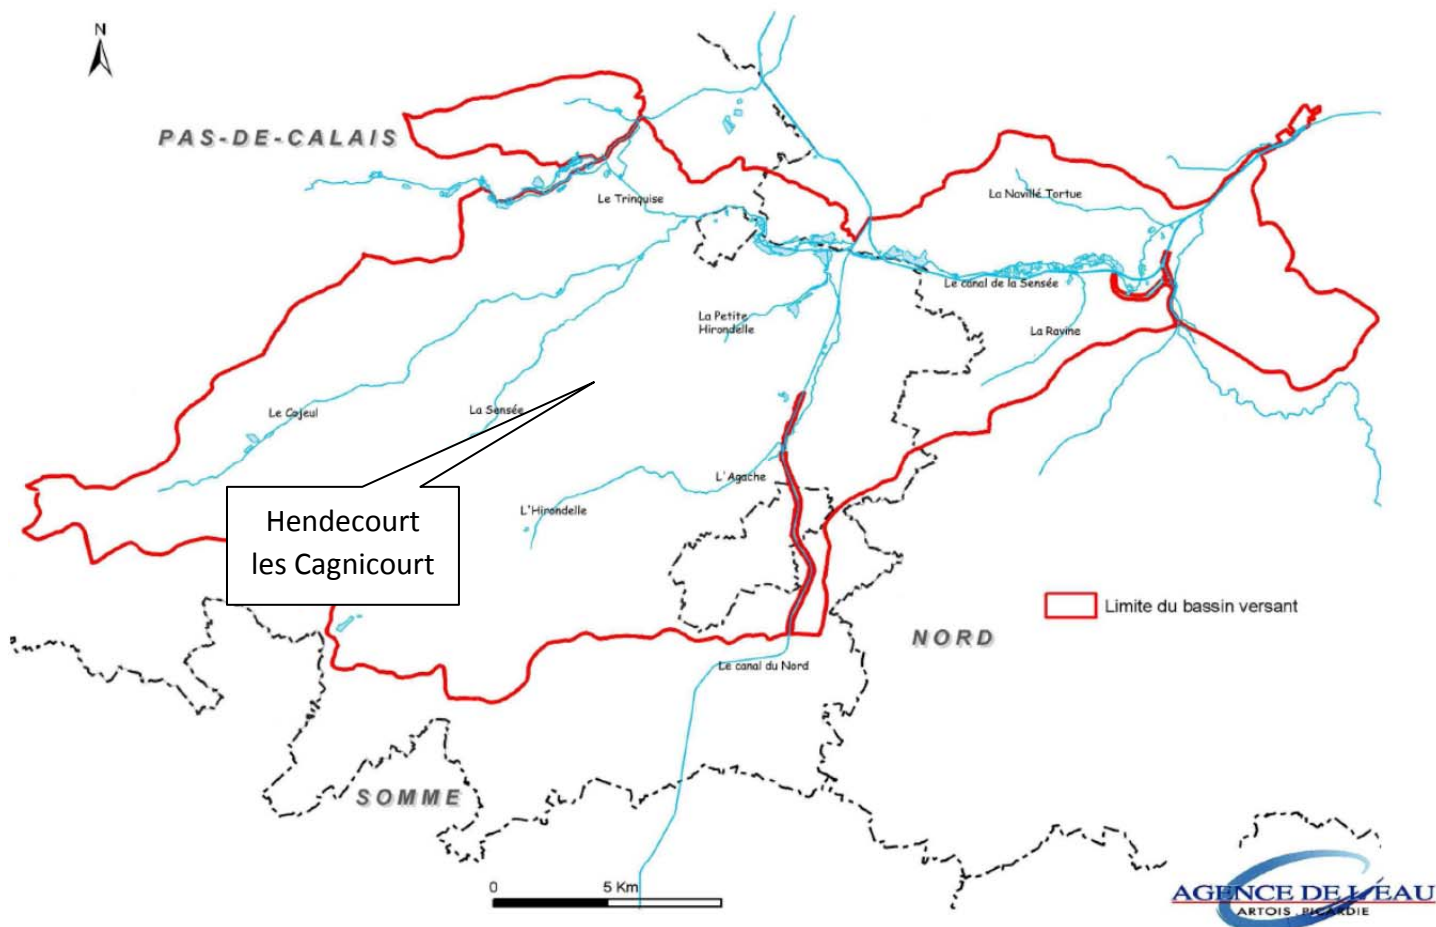 N
PAS-DE-CALAIS
Le Trinquise
La Navillé Tortue
Le canal de la Sensée
La Petite
Hirondelle
La Ravine
Le Cojeul
La Sensée
L'Agache
L'Hirondelle
Hendecourt
les Cagnicourt
Limite du bassin versant
NORD
Le canal du Nord
SOMME
0 5 Km
AGENCE DE L'EAU
ARTOIS . PICARDIE